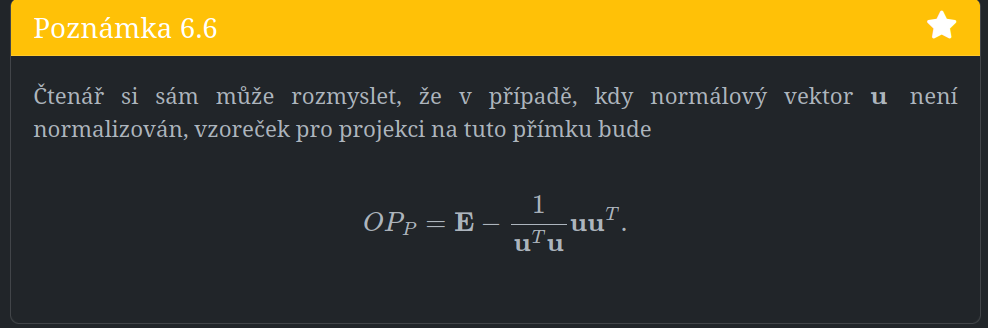 Poznámka 6.6
Čtenář si sám může rozmyslet, že v případě, kdy normálový vektor u není
normalizován, vzoreček pro projekci na tuto přímku bude
$OP_P = \mathbf{E} - \frac{1}{\mathbf{u}^T\mathbf{u}}\mathbf{u}\mathbf{u}^T.$